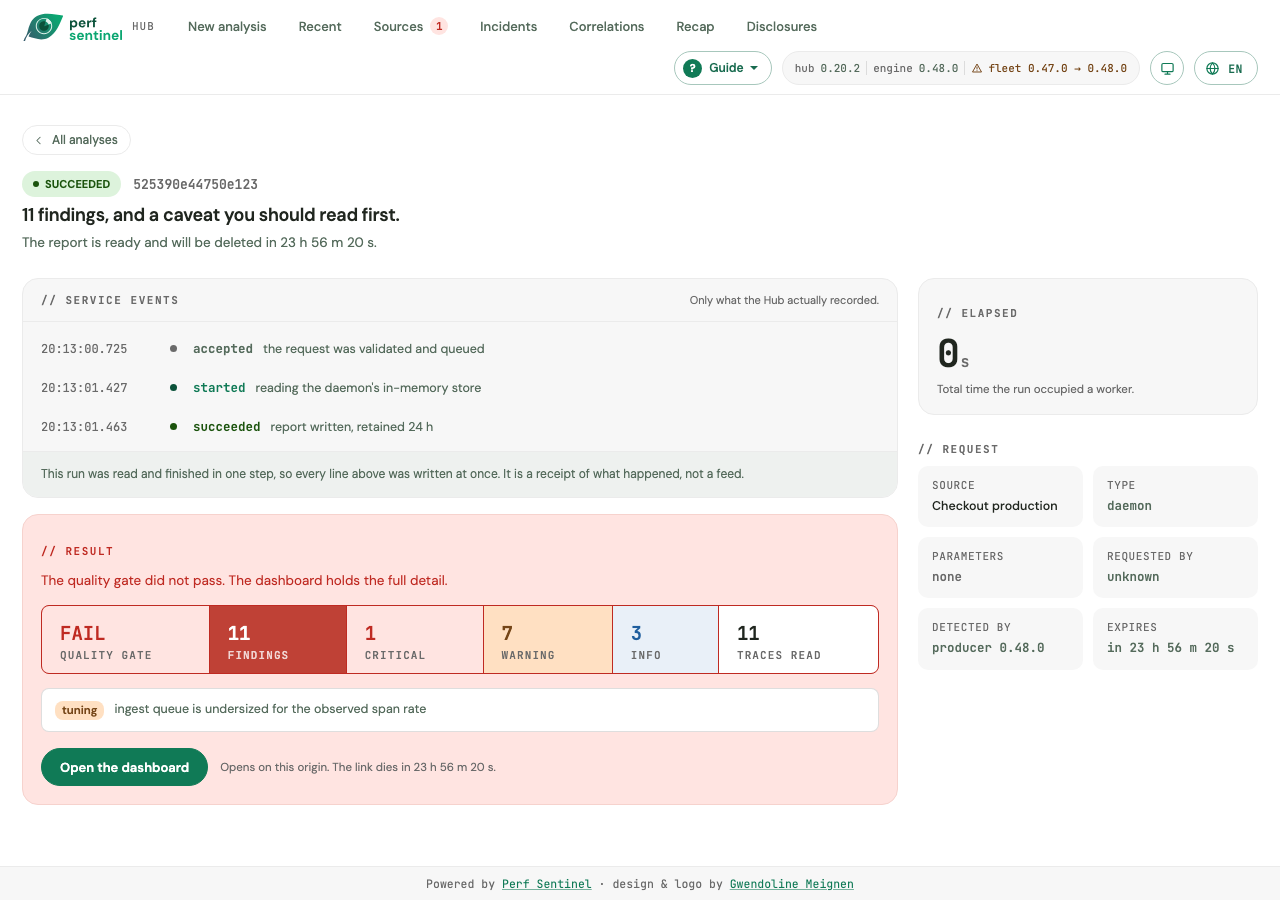 perf sentinel HUB
New analysis
Recent
Sources 1
Incidents
Correlations
Recap
Disclosures
? Guide
hub 0.20.2 engine 0.48.0 fleet 0.47.0 → 0.48.0
EN
All analyses
SUCCEEDED 525390e44750e123
11 findings, and a caveat you should read first.
The report is ready and will be deleted in 23 h 56 m 20 s.
// SERVICE EVENTS
Only what the Hub actually recorded.
20:13:00.725 accepted the request was validated and queued
20:13:01.427 started reading the daemon's in-memory store
20:13:01.463 succeeded report written, retained 24 h
This run was read and finished in one step, so every line above was written at once. It is a receipt of what happened, not a feed.
// RESULT
The quality gate did not pass. The dashboard holds the full detail.
FAIL
QUALITY GATE
11
FINDINGS
1
CRITICAL
7
WARNING
3
INFO
11
TRACES READ
tuning ingest queue is undersized for the observed span rate
Open the dashboard
Opens on this origin. The link dies in 23 h 56 m 20 s.
// ELAPSED
0 s
Total time the run occupied a worker.
// REQUEST
SOURCE
Checkout production
TYPE
daemon
PARAMETERS
none
REQUESTED BY
unknown
DETECTED BY
producer 0.48.0
EXPIRES
in 23 h 56 m 20 s
Powered by Perf Sentinel · design & logo by Gwendoline Meignen